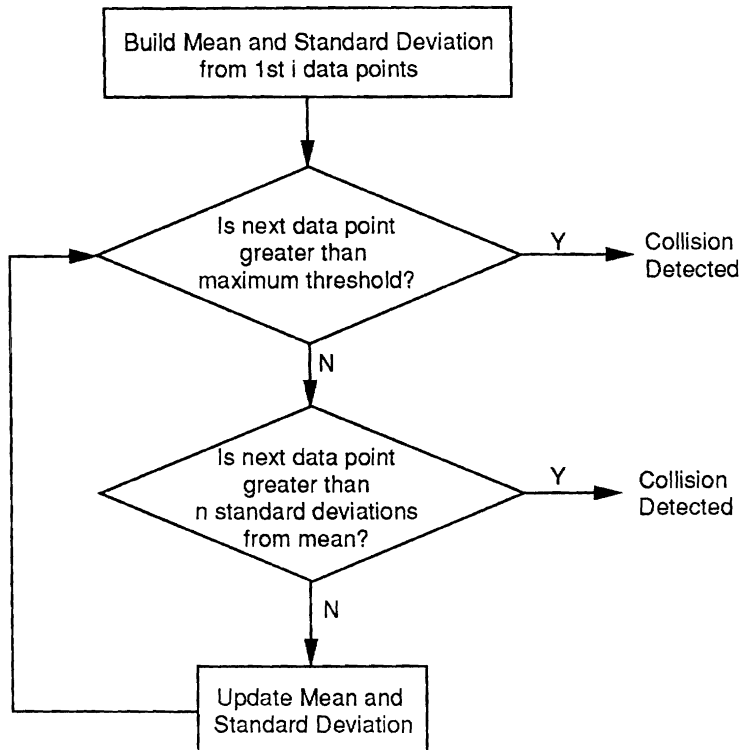 Build Mean and Standard Deviation
from 1st i data points
Is next data point
greater than
maximum threshold?
Y
Collision
Detected
N
Is next data point
greater than
n standard deviations
from mean?
Y
Collision
Detected
N
Update Mean and
Standard Deviation